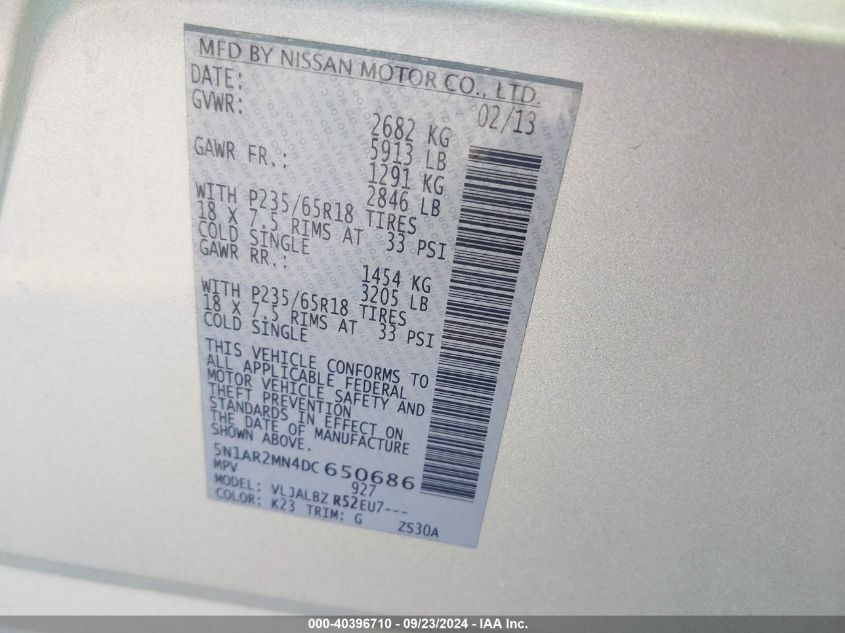 MFD BY NISSAN MOTOR CO., LTD.
DATE: 02/13
GVWR: 2682 KG
5913 LB
GAWR FR.: 1291 KG
2846 LB
WITH P235/65R18 TIRES
18 X 7.5 RIMS AT 33 PSI
COLD SINGLE
GAWR RR.: 1454 KG
3205 LB
WITH P235/65R18 TIRES
18 X 7.5 RIMS AT 33 PSI
COLD SINGLE
THIS VEHICLE CONFORMS TO
ALL APPLICABLE FEDERAL
MOTOR VEHICLE SAFETY AND
THEFT PREVENTION
STANDARDS IN EFFECT ON
THE DATE OF MANUFACTURE
SHOWN ABOVE.
5N1AR2MN4DC650686
MPV 927
MODEL: VLJALBZ R52EU7---
COLOR: K23 TRIM: G ZS30A
000-40396710 - 09/23/2024 - IAA Inc.